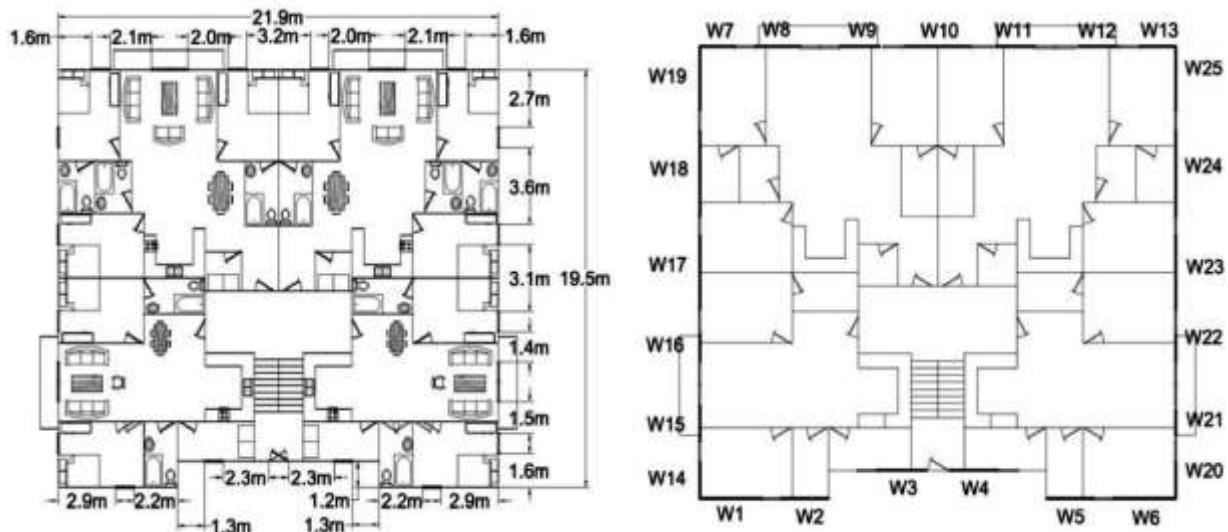 21.9m
1.6m 2.1m 2.0m 3.2m 2.0m 2.1m 1.6m
2.7m
3.6m
3.1m
19.5m
1.4m
1.5m
1.6m
2.3m 2.3m
2.9m 2.2m 1.2m 2.2m 2.9m
1.3m 1.3m
W7 W8 W9 W10 W11 W12 W13
W19 W25
W18 W24
W17 W23
W16 W22
W15 W21
W14 W20
W3 W4
W1 W2 W5 W6